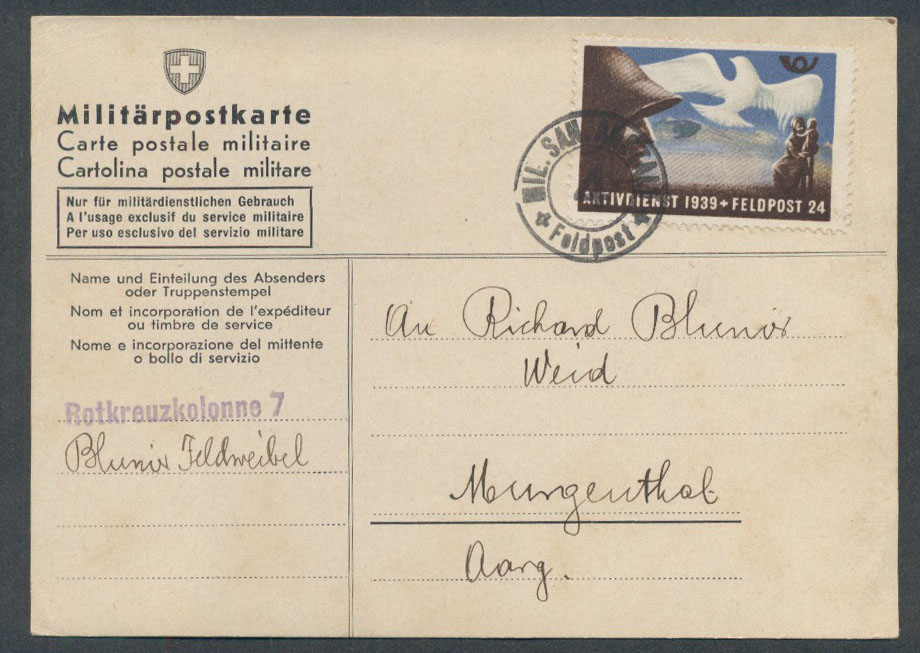 Militärpostkarte
Carte postale militaire
Cartolina postale militare
Nur für militärdienstlichen Gebrauch
A l'usage exclusif du service militaire
Per uso esclusivo del servizio militare
AKTIVDIENST 1939 + FELDPOST 24
MIL. SAN.
Feldpost
Name und Einteilung des Absenders
oder Truppenstempel
Nom et incorporation de l'expéditeur
ou timbre de service
Nome e incorporazione del mittente
o bollo di servizio
Rotkreuzkolonne 7
Feldweibel
An Richard
Weid
Murgenthal
Aarg.